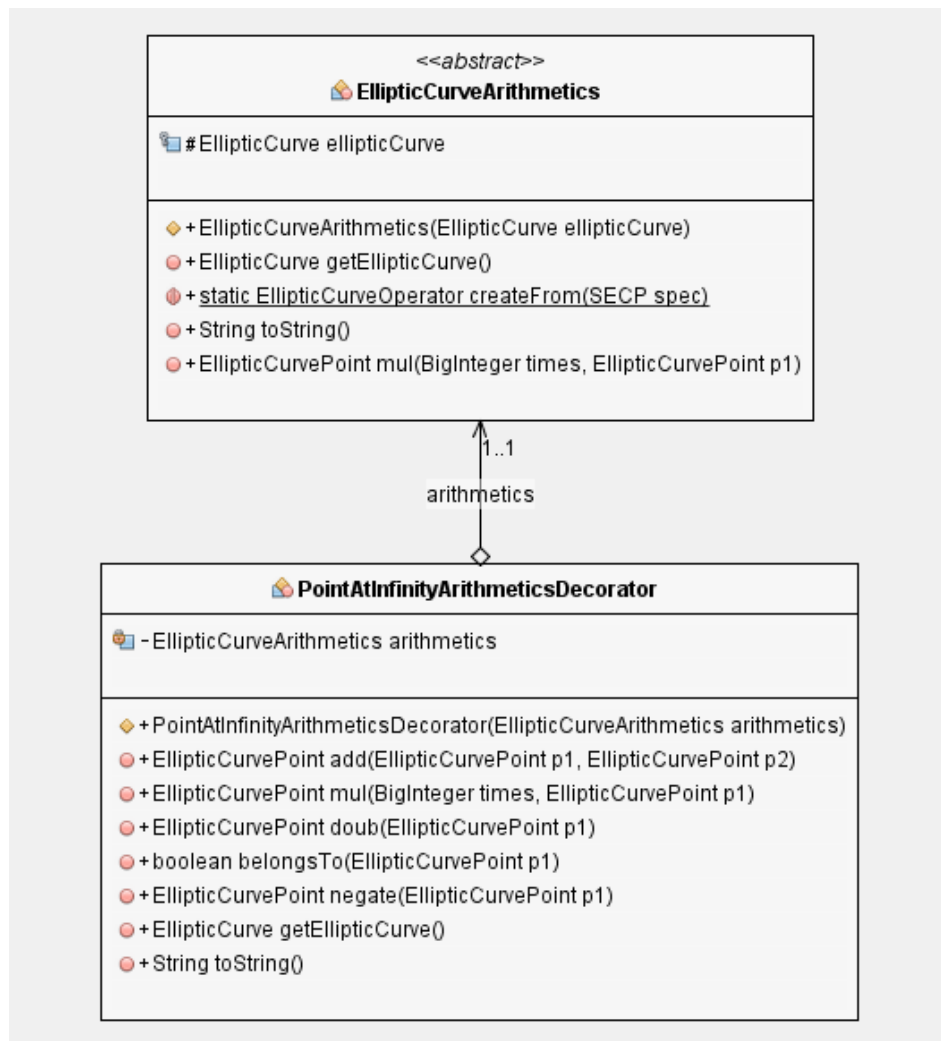 <<abstract>>
EllipticCurveArithmetics
#EllipticCurve ellipticCurve
+EllipticCurveArithmetics(EllipticCurve ellipticCurve)
+EllipticCurve getEllipticCurve()
+static EllipticCurveOperator createFrom(SECP spec)
+String toString()
+EllipticCurvePoint mul(BigInteger times, EllipticCurvePoint p1)
1..1
arithmetics
PointAtInfinityArithmeticsDecorator
-EllipticCurveArithmetics arithmetics
+PointAtInfinityArithmeticsDecorator(EllipticCurveArithmetics arithmetics)
+EllipticCurvePoint add(EllipticCurvePoint p1, EllipticCurvePoint p2)
+EllipticCurvePoint mul(BigInteger times, EllipticCurvePoint p1)
+EllipticCurvePoint doub(EllipticCurvePoint p1)
+boolean belongsTo(EllipticCurvePoint p1)
+EllipticCurvePoint negate(EllipticCurvePoint p1)
+EllipticCurve getEllipticCurve()
+String toString()